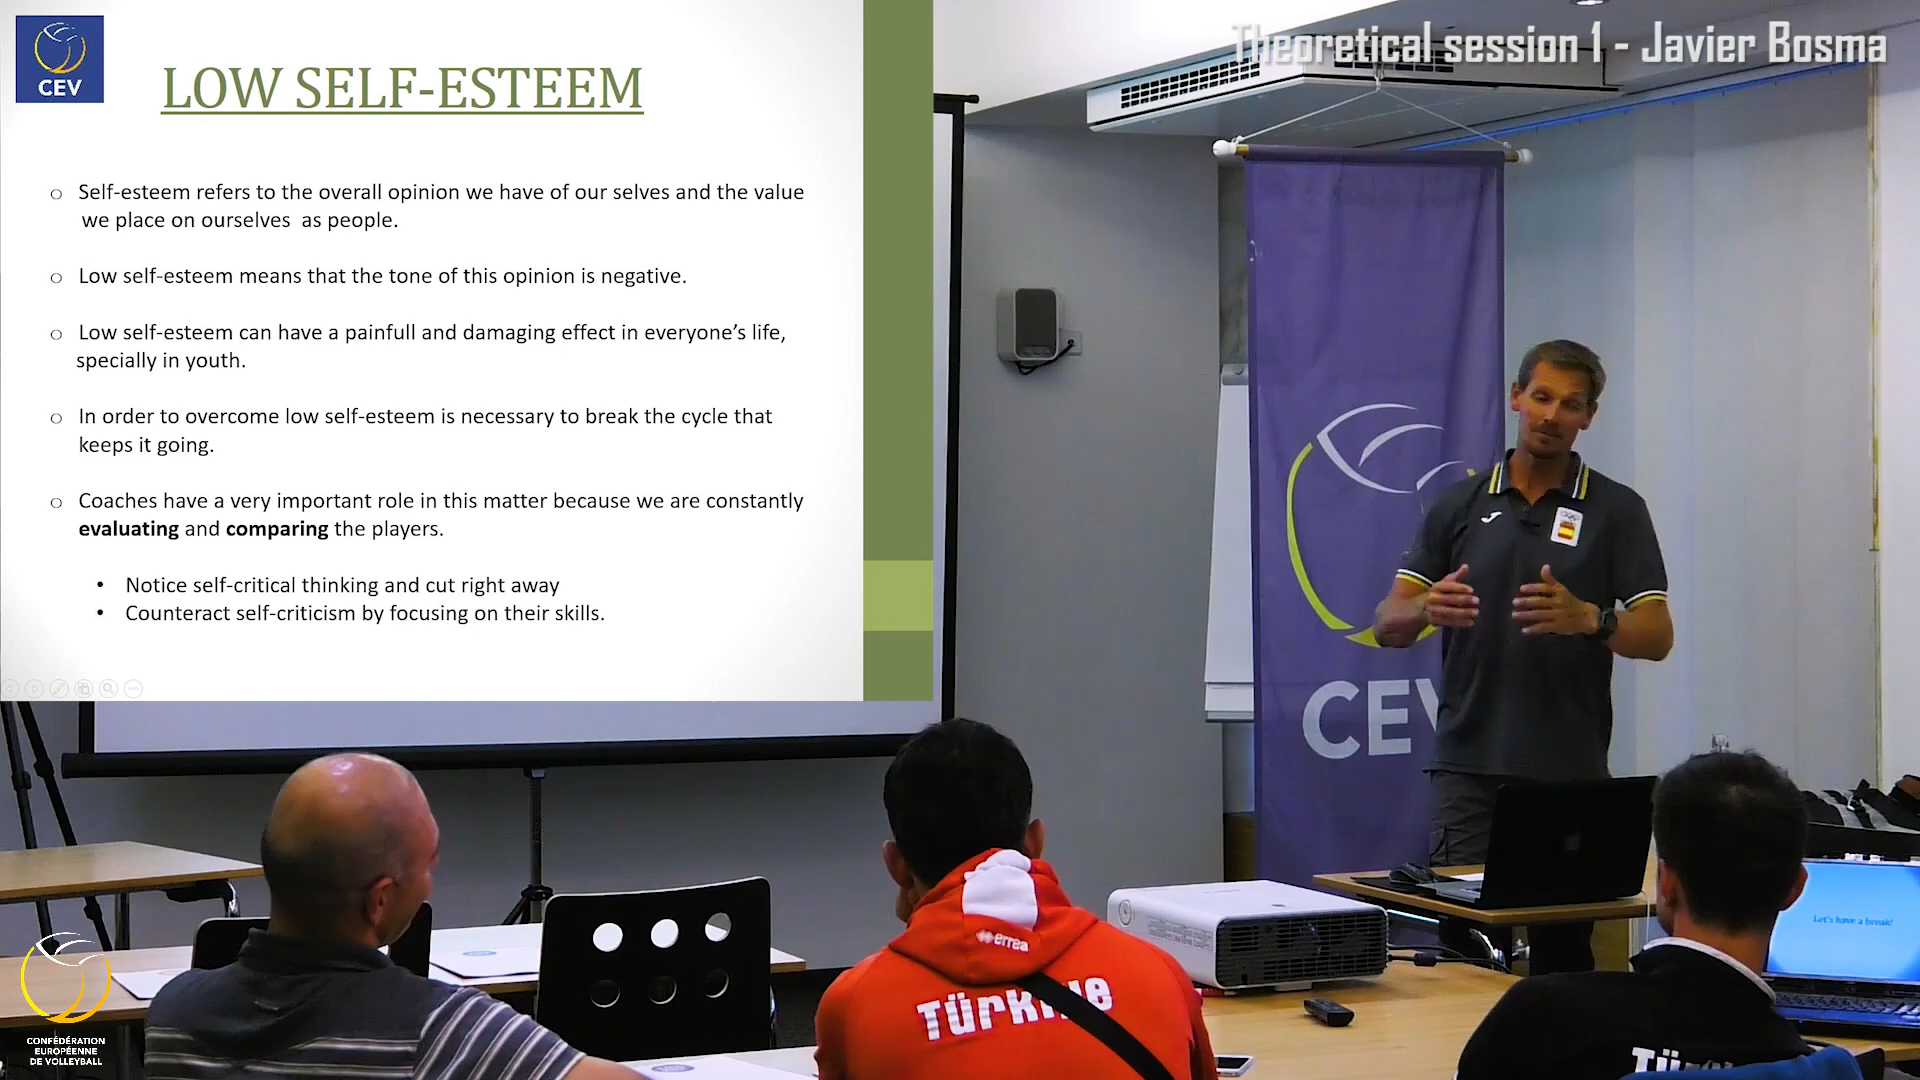 CEV
Theoretical session 1 - Javier Bosma
LOW SELF-ESTEEM
o Self-esteem refers to the overall opinion we have of our selves and the value
we place on ourselves as people.
o Low self-esteem means that the tone of this opinion is negative.
o Low self-esteem can have a painfull and damaging effect in everyone's life,
specially in youth.
o In order to overcome low self-esteem is necessary to break the cycle that
keeps it going.
o Coaches have a very important role in this matter because we are constantly
evaluating and comparing the players.
• Notice self-critical thinking and cut right away
• Counteract self-criticism by focusing on their skills.
CEV
Let's have a break!
errea
Türkiye
CONFÉDÉRATION
EUROPÉENNE
DE VOLLEYBALL